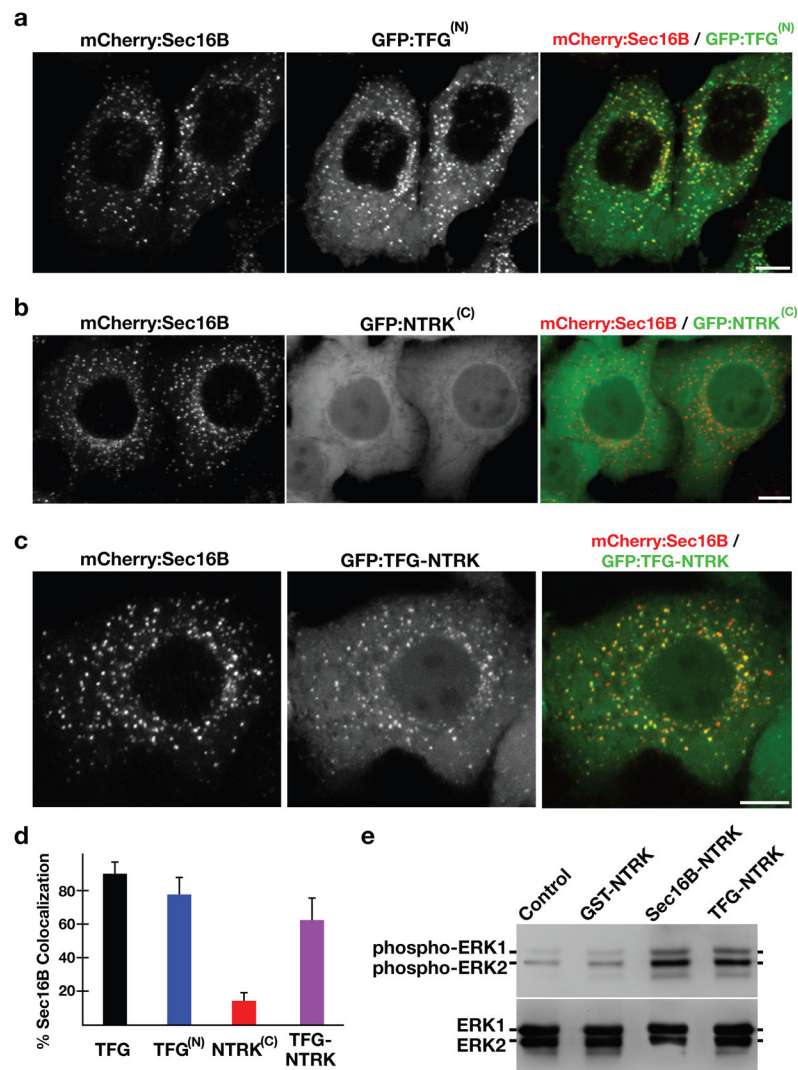 a
mCherry:Sec16B
GFP:TFG(N)
mCherry:Sec16B / GFP:TFG(N)
b
mCherry:Sec16B
GFP:NTRK(C)
mCherry:Sec16B / GFP:NTRK(C)
c
mCherry:Sec16B
GFP:TFG-NTRK
mCherry:Sec16B /
GFP:TFG-NTRK
d
% Sec16B Colocalization
80
60
40
20
TFG
TFG(N)
NTRK(C)
TFG-
NTRK
e
Control
GST-NTRK
Sec16B-NTRK
TFG-NTRK
phospho-ERK1
phospho-ERK2
ERK1
ERK2